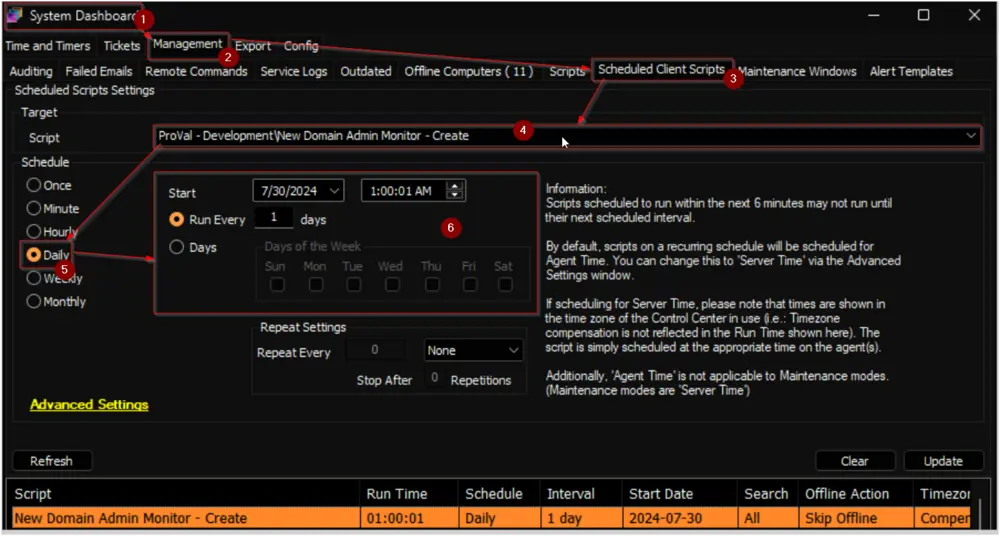 System Dashboard 1
Time and Timers Tickets Management Export Config
2
Auditing Failed Emails Remote Commands Service Logs Outdated Offline Computers ( 11 ) Scripts Scheduled Client Scripts Maintenance Windows Alert Templates
3
Scheduled Scripts Settings
Target
Script ProVal - Development\New Domain Admin Monitor - Create 4
Schedule
Once
Minute
Hourly
Daily
5
Weekly
Monthly
Start 7/30/2024 1:00:01 AM
Run Every 1 days
6
Days
Days of the Week
Sun Mon Tue Wed Thu Fri Sat
Repeat Settings
Repeat Every 0 None
Stop After 0 Repetitions
Information:
Scripts scheduled to run within the next 6 minutes may not run until
their next scheduled interval.
By default, scripts on a recurring schedule will be scheduled for
Agent Time. You can change this to 'Server Time' via the Advanced
Settings window.
If scheduling for Server Time, please note that times are shown in
the time zone of the Control Center in use (i.e.: Timezone
compensation is not reflected in the Run Time shown here). The
script is simply scheduled at the appropriate time on the agent(s).
Additionally, 'Agent Time' is not applicable to Maintenance modes.
(Maintenance modes are 'Server Time')
Advanced Settings
Refresh Clear Update
Script Run Time Schedule Interval Start Date Search Offline Action Timezor
New Domain Admin Monitor - Create 01:00:01 Daily 1 day 2024-07-30 All Skip Offline Comper